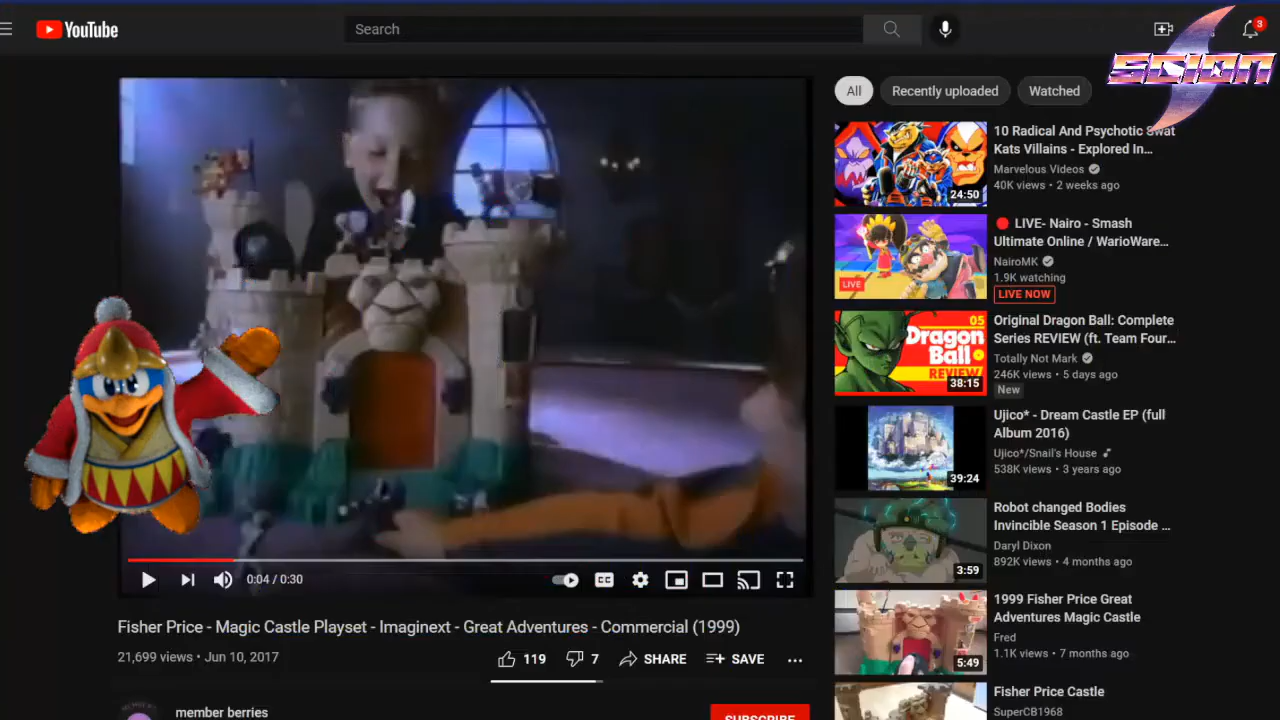 YouTube
Search
3
SCION
All
Recently uploaded
Watched
10 Radical And Psychotic Swat
Kats Villains - Explored In...
Marvelous Videos
40K views • 2 weeks ago
24:50
LIVE- Nairo - Smash
Ultimate Online / WarioWare...
NairoMK
1.9K watching
LIVE NOW
LIVE
05
Dragon
Ball
REVIEW
38:15
Original Dragon Ball: Complete
Series REVIEW (ft. Team Four...
Totally Not Mark
246K views • 5 days ago
New
Ujico* - Dream Castle EP (full
Album 2016)
Ujico*/Snail's House
538K views • 3 years ago
39:24
Robot changed Bodies
Invincible Season 1 Episode ...
Daryl Dixon
892K views • 4 months ago
3:59
1999 Fisher Price Great
Adventures Magic Castle
Fred
1.1K views • 7 months ago
5:49
Fisher Price Castle
SuperCB1968
0:04 / 0:30
CC
Fisher Price - Magic Castle Playset - Imaginext - Great Adventures - Commercial (1999)
21,699 views • Jun 10, 2017
119
7
SHARE
SAVE
member berries
SUBSCRIBE